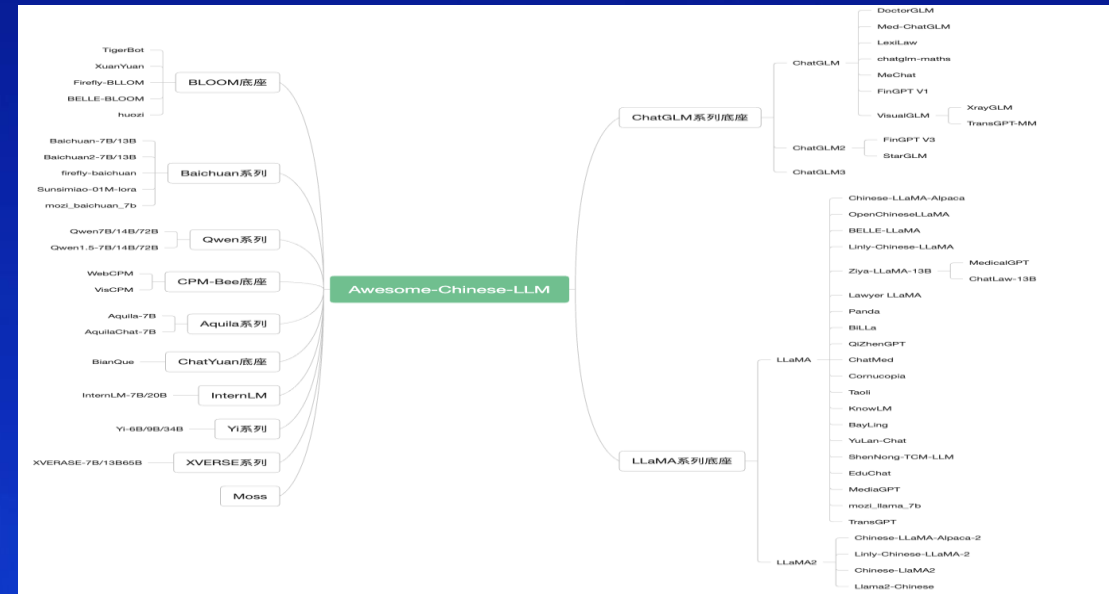 Awesome-Chinese-LLM
BLOOM底座
TigerBot
XuanYuan
Firefly-BLLOM
BELLE-BLOOM
huozi
Baichuan系列
Baichuan-7B/13B
Baichuan2-7B/13B
firefly-baichuan
Sunsimiao-01M-lora
mozi_baichuan_7b
Qwen系列
Qwen7B/14B/72B
Qwen1.5-7B/14B/72B
CPM-Bee底座
WebCPM
VisCPM
Aquila系列
Aquila-7B
AquilaChat-7B
ChatYuan底座
BianQue
InternLM
InternLM-7B/20B
Yi系列
Yi-6B/9B/34B
XVERSE系列
XVERASE-7B/13B65B
Moss
ChatGLM系列底座
ChatGLM
DoctorGLM
Med-ChatGLM
LexiLaw
chatglm-maths
MeChat
FinGPT V1
VisualGLM
XrayGLM
TransGPT-MM
ChatGLM2
FinGPT V3
StarGLM
ChatGLM3
LLaMA系列底座
LLaMA
Chinese-LLaMA-Alpaca
OpenChineseLLaMA
BELLE-LLaMA
Linly-Chinese-LLaMA
Ziya-LLaMA-13B
MedicalGPT
ChatLaw-13B
Lawyer LLaMA
Panda
BiLLa
QiZhenGPT
ChatMed
Cornucopia
Taoli
KnowLM
BayLing
YuLan-Chat
ShenNong-TCM-LLM
EduChat
MediaGPT
mozi_llama_7b
TransGPT
LLaMA2
Chinese-LLaMA-Alpaca-2
Linly-Chinese-LLaMA-2
Chinese-LlaMA2
Llama2-Chinese